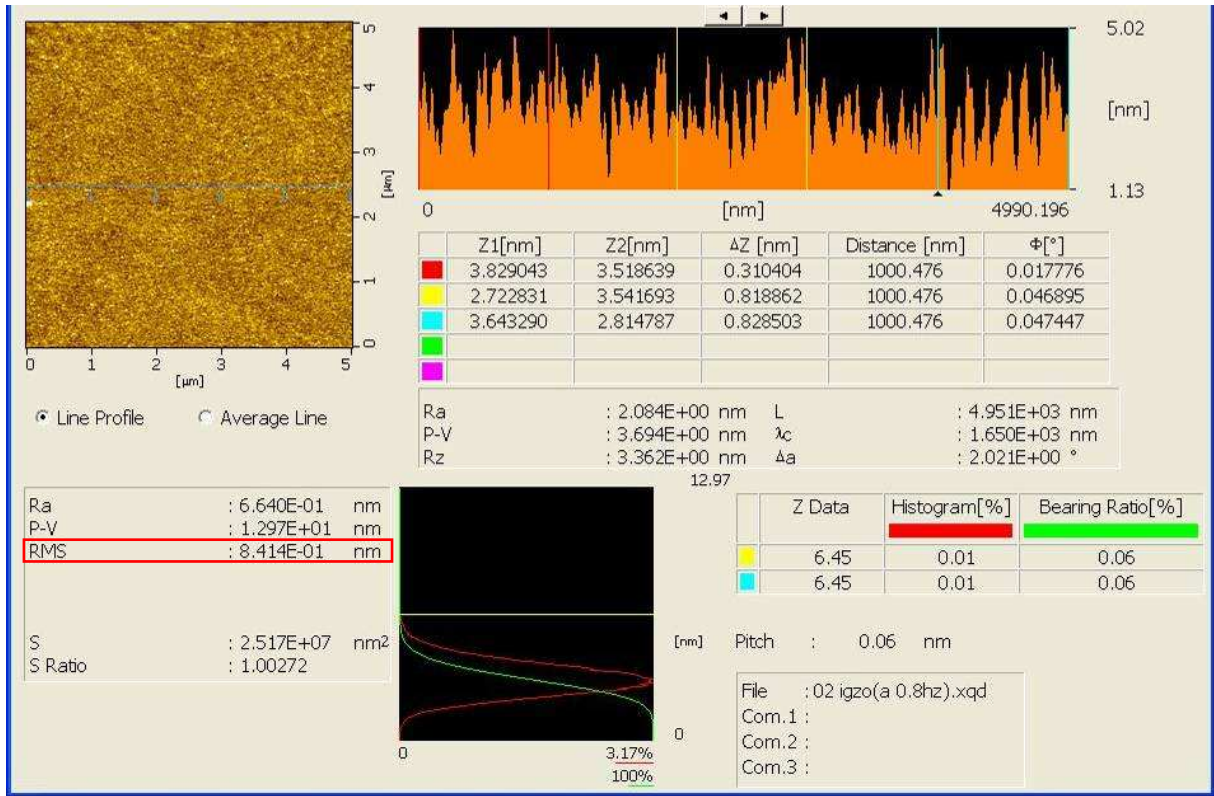 5
4
3
2
1
0
[μm]
0 1 2 3 4 5
[μm]
5.02
[nm]
1.13
0 [nm] 4990.196
Z1[nm] Z2[nm] ΔZ [nm] Distance [nm] Φ[°]
3.829043 3.518639 0.310404 1000.476 0.017776
2.722831 3.541693 0.818862 1000.476 0.046895
3.643290 2.814787 0.828503 1000.476 0.047447
Line Profile Average Line
Ra : 2.084E+00 nm L : 4.951E+03 nm
P-V : 3.694E+00 nm λc : 1.650E+03 nm
Rz : 3.362E+00 nm Δa : 2.021E+00 °
Ra : 6.640E-01 nm
P-V : 1.297E+01 nm
RMS : 8.414E-01 nm
S : 2.517E+07 nm2
S Ratio : 1.00272
12.97
[nm]
0
0 3.17%
100%
Z Data Histogram[%] Bearing Ratio[%]
6.45 0.01 0.06
6.45 0.01 0.06
Pitch : 0.06 nm
File : 02 igzo(a 0.8hz).xqd
Com.1 :
Com.2 :
Com.3 :